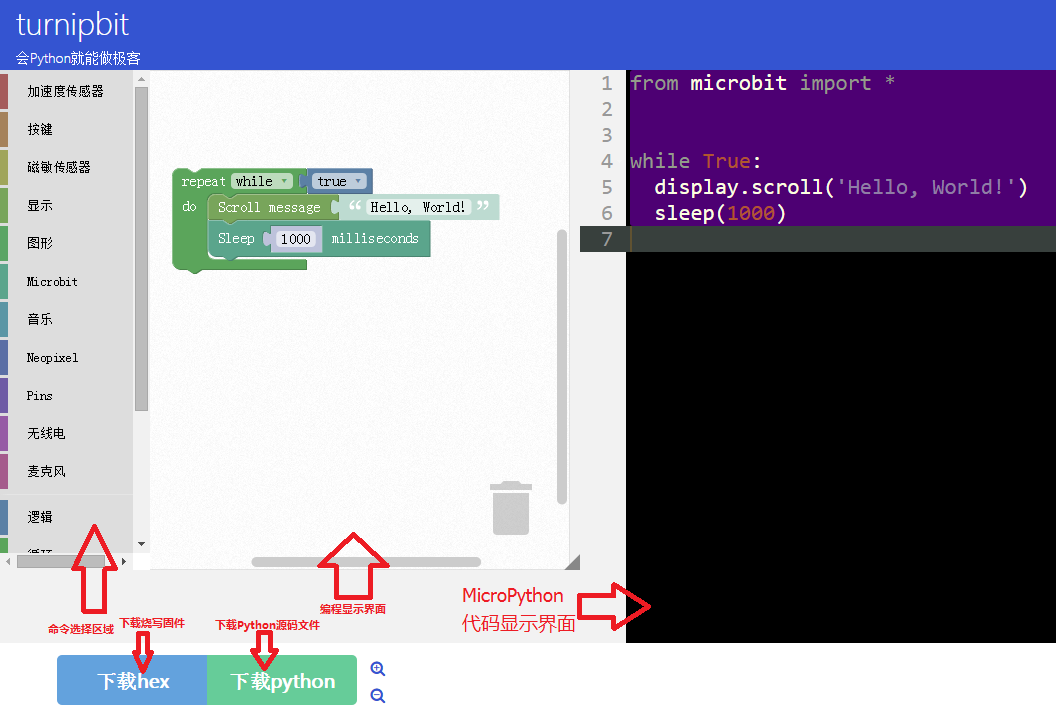 turnipbit
会Python就能做极客
加速度传感器
按键
磁敏传感器
显示
图形
Microbit
音乐
Neopixel
Pins
无线电
麦克风
逻辑
循环
repeat while true
do Scroll message “ Hello, World! ”
Sleep 1000 milliseconds
1 from microbit import *
2
3
4 while True:
5 display.scroll('Hello, World!')
6 sleep(1000)
7
命令选择区域
下载烧写固件
下载Python源码文件
编程显示界面
MicroPython
代码显示界面
下载hex
下载python